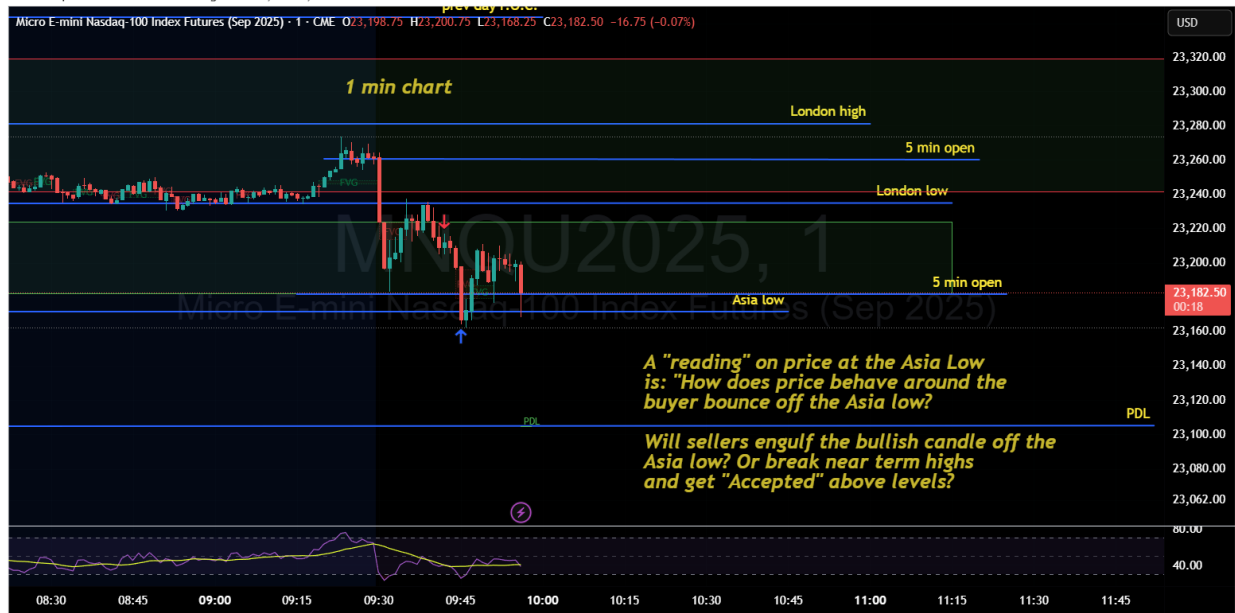 prev day P.O.C.
Micro E-mini Nasdaq-100 Index Futures (Sep 2025) · 1 · CME O23,198.75 H23,200.75 L23,168.25 C23,182.50 −16.75 (−0.07%)
USD
23,320.00
1 min chart
23,300.00
London high
23,280.00
5 min open
23,260.00
FVG
London low
23,240.00
23,220.00
MNQU2025, 1
23,200.00
5 min open
23,182.50
00:18
Asia low
Micro E-mini Nasdaq-100 Index Futures (Sep 2025)
23,160.00
A "reading" on price at the Asia Low
is: "How does price behave around the
buyer bounce off the Asia low?
23,140.00
23,120.00
PDL
PDL
23,100.00
Will sellers engulf the bullish candle off the
Asia low? Or break near term highs
and get "Accepted" above levels?
23,080.00
23,062.00
80.00
40.00
08:30 08:45 09:00 09:15 09:30 09:45 10:00 10:15 10:30 10:45 11:00 11:15 11:30 11:45